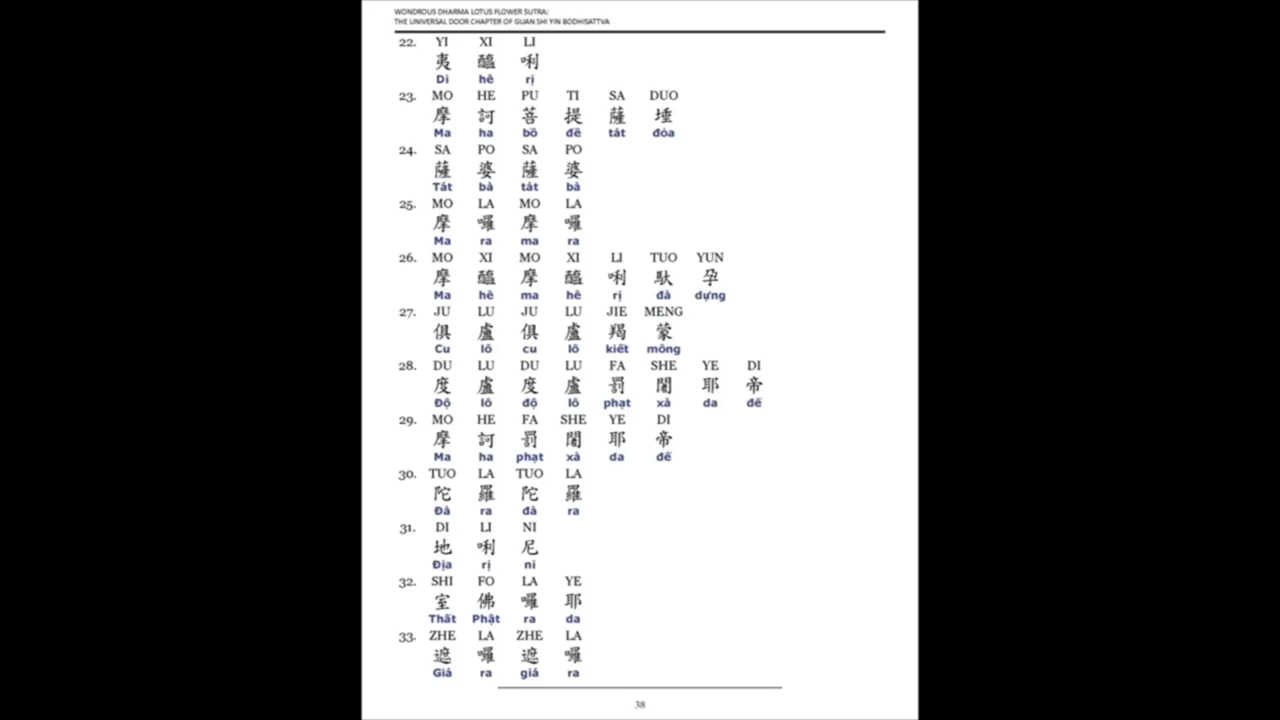 WONDROUS DHARMA LOTUS FLOWER SUTRA;
THE UNIVERSAL DOOR CHAPTER OF GUAN SHI YIN BODHISATTVA
22. YI XI LI
夷 醯 唎
Di hê rị
23. MO HE PU TI SA DUO
摩 訶 菩 提 薩 埵
Ma ha bồ đề tát đỏa
24. SA PO SA PO
薩 婆 薩 婆
Tát bà tát bà
25. MO LA MO LA
摩 囉 摩 囉
Ma ra ma ra
26. MO XI MO XI LI TUO YUN
摩 醯 摩 醯 唎 馱 孕
Ma hê ma hê rị đà dựng
27. JU LU JU LU JIE MENG
俱 盧 俱 盧 羯 蒙
Cu lô cu lô kiết mông
28. DU LU DU LU FA SHE YE DI
度 盧 度 盧 罰 闍 耶 帝
Độ lô độ lô phạt xà da đế
29. MO HE FA SHE YE DI
摩 訶 罰 闍 耶 帝
Ma ha phạt xà da đế
30. TUO LA TUO LA
陀 羅 陀 羅
Đà ra đà ra
31. DI LI NI
地 唎 尼
Địa rị ni
32. SHI FO LA YE
室 佛 囉 耶
Thất Phật ra da
33. ZHE LA ZHE LA
遮 囉 遮 囉
Giá ra giá ra
38